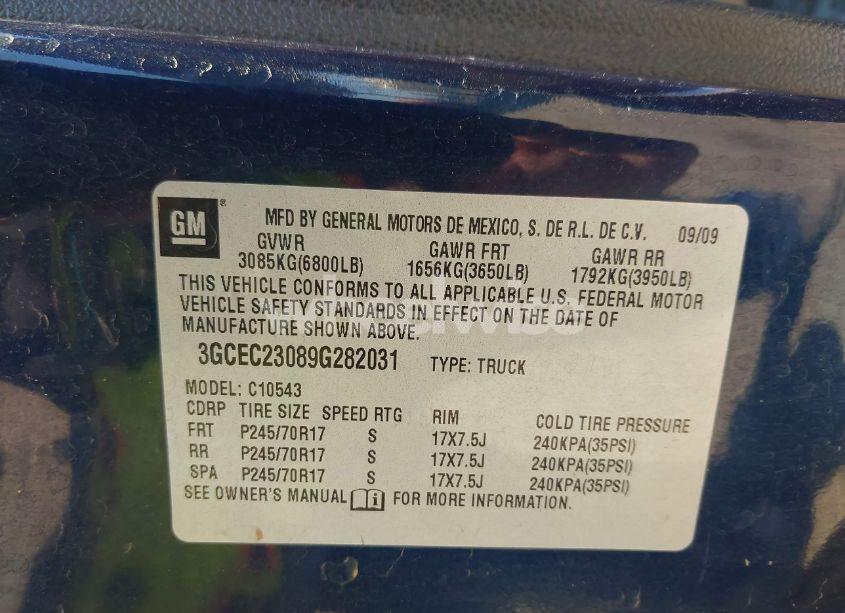 GM ® MFD BY GENERAL MOTORS DE MEXICO, S. DE R.L. DE C.V. 09/09
GVWR GAWR FRT GAWR RR
3085KG(6800LB) 1656KG(3650LB) 1792KG(3950LB)
THIS VEHICLE CONFORMS TO ALL APPLICABLE U.S. FEDERAL MOTOR
VEHICLE SAFETY STANDARDS IN EFFECT ON THE DATE OF
MANUFACTURE SHOWN ABOVE.
3GCEC23089G282031 TYPE: TRUCK
MODEL: C10543
CDRP TIRE SIZE SPEED RTG RIM COLD TIRE PRESSURE
FRT P245/70R17 S 17X7.5J 240KPA(35PSI)
RR P245/70R17 S 17X7.5J 240KPA(35PSI)
SPA P245/70R17 S 17X7.5J 240KPA(35PSI)
SEE OWNER'S MANUAL FOR MORE INFORMATION.